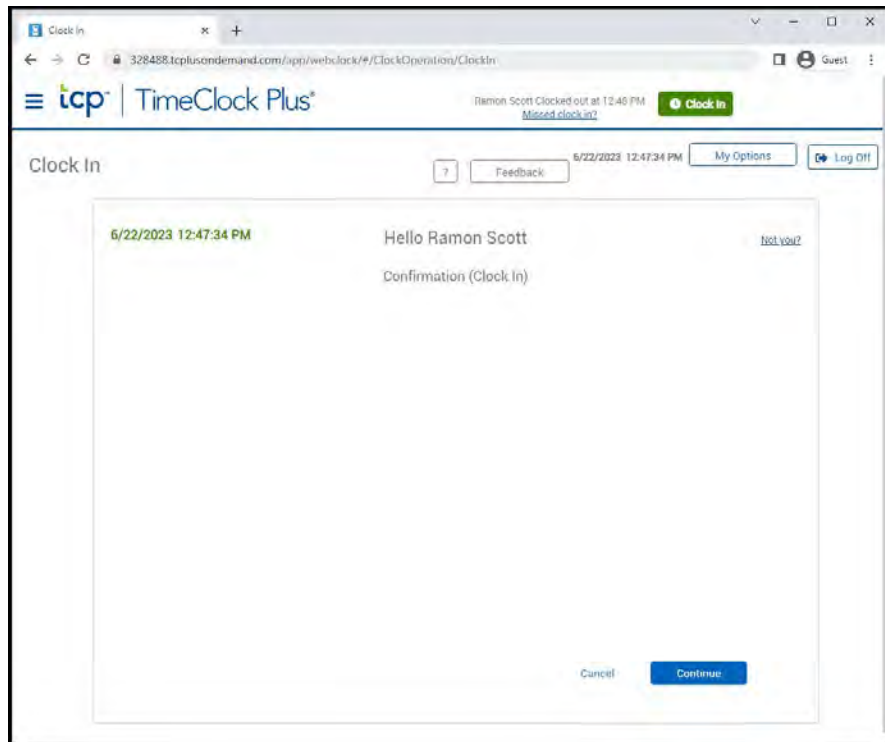 Clock In
328488.tcplusondemand.com/app/webclock/#/ClockOperation/ClockIn
Guest
tcp™ | TimeClock Plus®
Ramon Scott Clocked out at 12:46 PM
Missed clock in?
Clock In
Clock In
?
Feedback
6/22/2023 12:47:34 PM
My Options
Log Off
6/22/2023 12:47:34 PM
Hello Ramon Scott
Not you?
Confirmation (Clock In)
Cancel
Continue